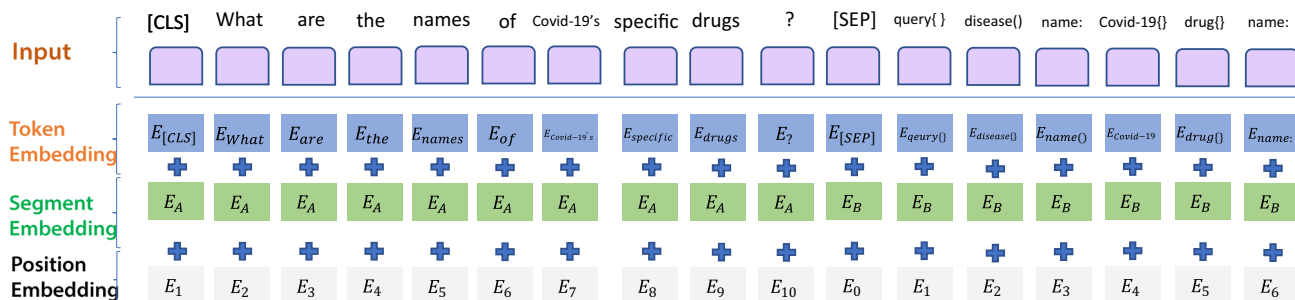 [CLS] What are the names of Covid-19's specific drugs ? [SEP] query{ } disease() name: Covid-19{} drug{} name:
Input
Token Embedding
E[CLS] EWhat Eare Ethe Enames Eof ECovid−19's Especific Edrugs E? E[SEP] Eqeury{} Edisease() Ename() ECovid−19 Edrug{} Ename:
Segment Embedding
EA EA EA EA EA EA EA EA EA EA EB EB EB EB EB EB EB
Position Embedding
E1 E2 E3 E4 E5 E6 E7 E8 E9 E10 E0 E1 E2 E3 E4 E5 E6